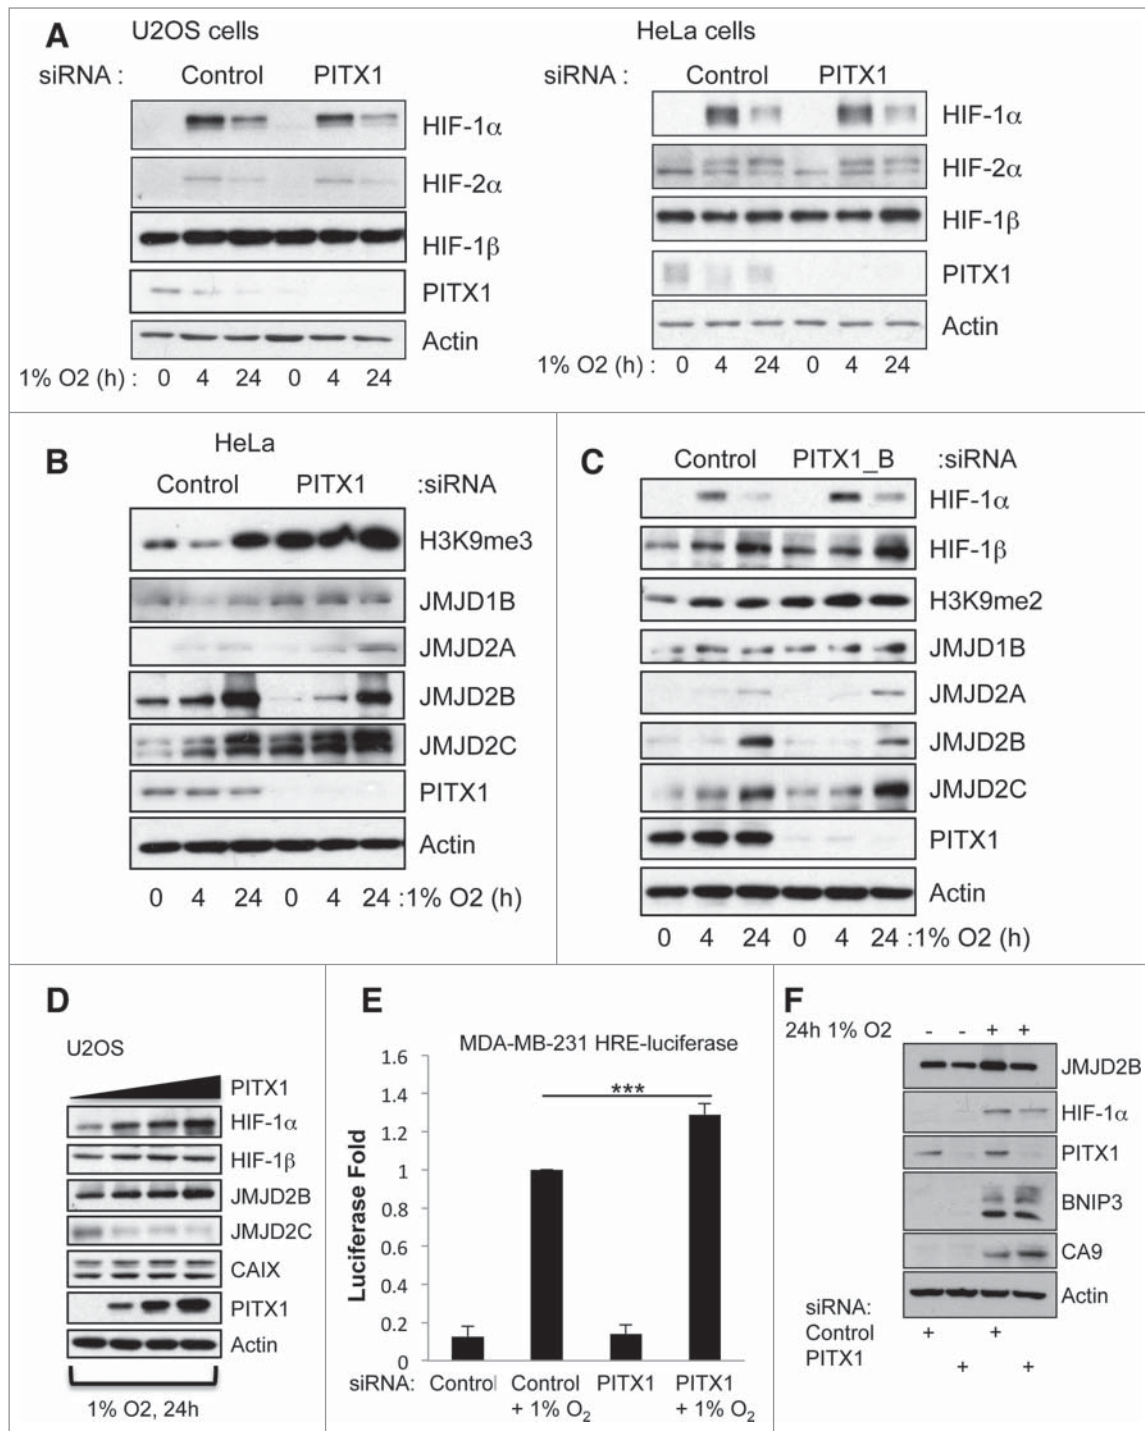 A
U2OS cells
siRNA : Control PITX1
HIF-1α
HIF-2α
HIF-1β
PITX1
Actin
1% O2 (h) : 0 4 24 0 4 24
HeLa cells
siRNA : Control PITX1
HIF-1α
HIF-2α
HIF-1β
PITX1
Actin
1% O2 (h) : 0 4 24 0 4 24
B
HeLa
Control PITX1 :siRNA
H3K9me3
JMJD1B
JMJD2A
JMJD2B
JMJD2C
PITX1
Actin
0 4 24 0 4 24 :1% O2 (h)
C
Control PITX1_B :siRNA
HIF-1α
HIF-1β
H3K9me2
JMJD1B
JMJD2A
JMJD2B
JMJD2C
PITX1
Actin
0 4 24 0 4 24 :1% O2 (h)
D
U2OS
PITX1
HIF-1α
HIF-1β
JMJD2B
JMJD2C
CAIX
PITX1
Actin
1% O2, 24h
E
MDA-MB-231 HRE-luciferase
Luciferase Fold
1.6
1.4
1.2
1
0.8
0.6
0.4
0.2
0
***
siRNA: Control Control PITX1 PITX1
+ 1% O2 + 1% O2
F
24h 1% O2 - - + +
JMJD2B
HIF-1α
PITX1
BNIP3
CA9
Actin
siRNA:
Control + +
PITX1 + +